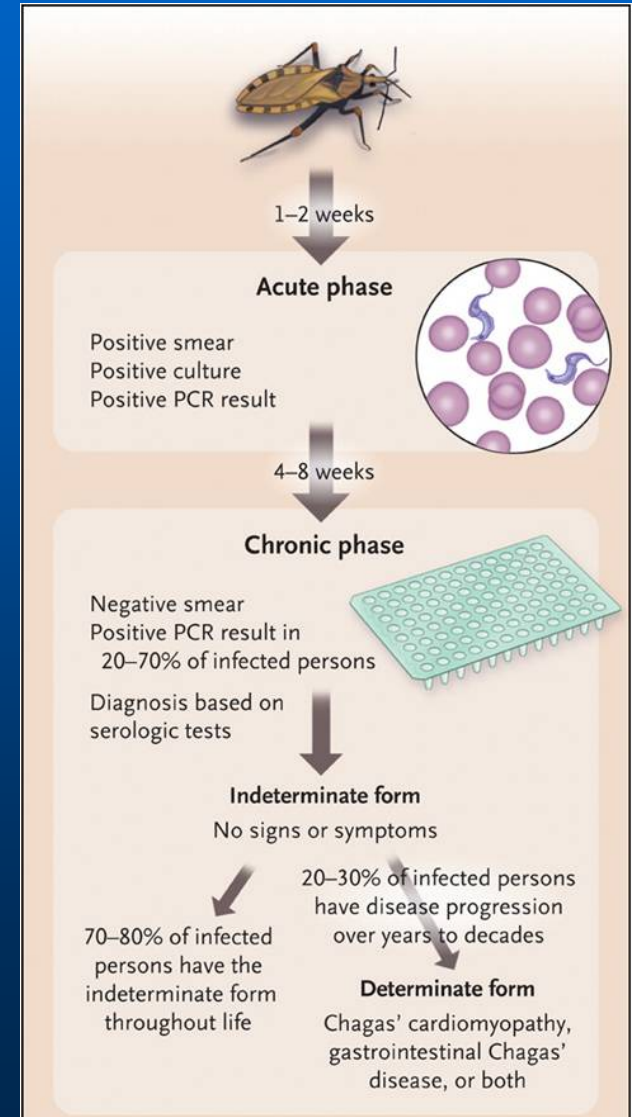 1–2 weeks
Acute phase
Positive smear
Positive culture
Positive PCR result
4–8 weeks
Chronic phase
Negative smear
Positive PCR result in
20–70% of infected persons
Diagnosis based on
serologic tests
Indeterminate form
No signs or symptoms
70–80% of infected
persons have the
indeterminate form
throughout life
20–30% of infected persons
have disease progression
over years to decades
Determinate form
Chagas’ cardiomyopathy,
gastrointestinal Chagas’
disease, or both